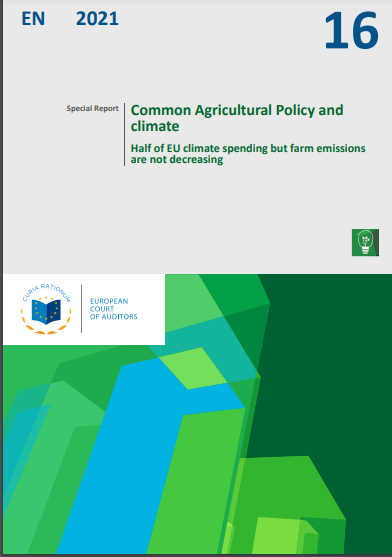 EN 2021 16
Special Report
Common Agricultural Policy and
climate
Half of EU climate spending but farm emissions
are not decreasing
CURIA RATIONUM
EUROPEAN
COURT
OF AUDITORS